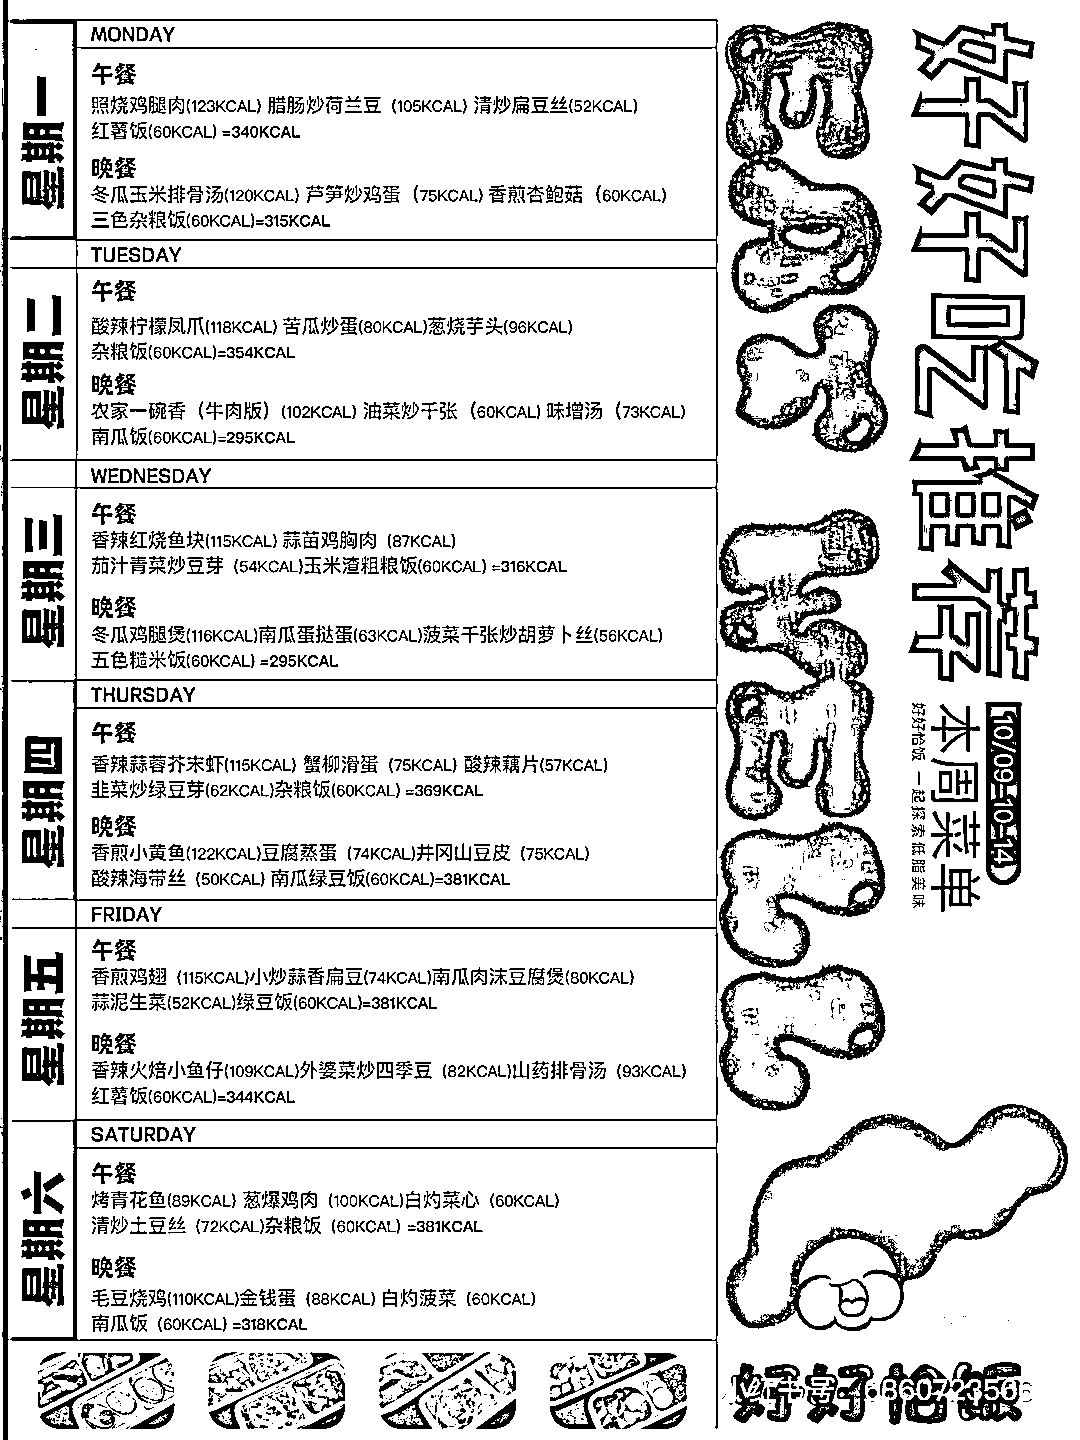 MONDAY
星期一
午餐
照烧鸡腿肉(123KCAL) 腊肠炒荷兰豆 (105KCAL) 清炒扁豆丝(52KCAL)
红薯饭(60KCAL) =340KCAL
晚餐
冬瓜玉米排骨汤(120KCAL) 芦笋炒鸡蛋 (75KCAL) 香煎杏鲍菇 (60KCAL)
三色杂粮饭(60KCAL)=315KCAL
TUESDAY
星期二
午餐
酸辣柠檬凤爪(118KCAL) 苦瓜炒蛋(80KCAL)葱烧芋头(96KCAL)
杂粮饭(60KCAL)=354KCAL
晚餐
农家一碗香 (牛肉版) (102KCAL) 油菜炒千张 (60KCAL) 味增汤 (73KCAL)
南瓜饭(60KCAL)=295KCAL
WEDNESDAY
星期三
午餐
香辣红烧鱼块(115KCAL) 蒜苗鸡胸肉 (87KCAL)
茄汁青菜炒豆芽 (54KCAL)玉米渣粗粮饭(60KCAL) =316KCAL
晚餐
冬瓜鸡腿煲(116KCAL)南瓜蛋挞蛋(63KCAL)菠菜千张炒胡萝卜丝(56KCAL)
五色糙米饭(60KCAL) =295KCAL
THURSDAY
星期四
午餐
香辣蒜蓉芥末虾(115KCAL) 蟹柳滑蛋 (75KCAL) 酸辣藕片(57KCAL)
韭菜炒绿豆芽(62KCAL)杂粮饭(60KCAL) =369KCAL
晚餐
香煎小黄鱼(122KCAL)豆腐蒸蛋 (74KCAL)井冈山豆皮 (75KCAL)
酸辣海带丝 (50KCAL) 南瓜绿豆饭(60KCAL)=381KCAL
FRIDAY
星期五
午餐
香煎鸡翅 (115KCAL)小炒蒜香扁豆(74KCAL)南瓜肉沫豆腐煲(80KCAL)
蒜泥生菜(52KCAL)绿豆饭(60KCAL)=381KCAL
晚餐
香辣火焙小鱼仔(109KCAL)外婆菜炒四季豆 (82KCAL)山药排骨汤 (93KCAL)
红薯饭(60KCAL)=344KCAL
SATURDAY
星期六
午餐
烤青花鱼(89KCAL) 葱爆鸡肉 (100KCAL)白灼菜心 (60KCAL)
清炒土豆丝 (72KCAL)杂粮饭 (60KCAL) =381KCAL
晚餐
毛豆烧鸡(110KCAL)金钱蛋 (88KCAL) 白灼菠菜 (60KCAL)
南瓜饭 (60KCAL) =318KCAL
好好吃推荐
10/09-10-14
本周菜单
好好恰饭 一起探索低脂美味
好好恰饭